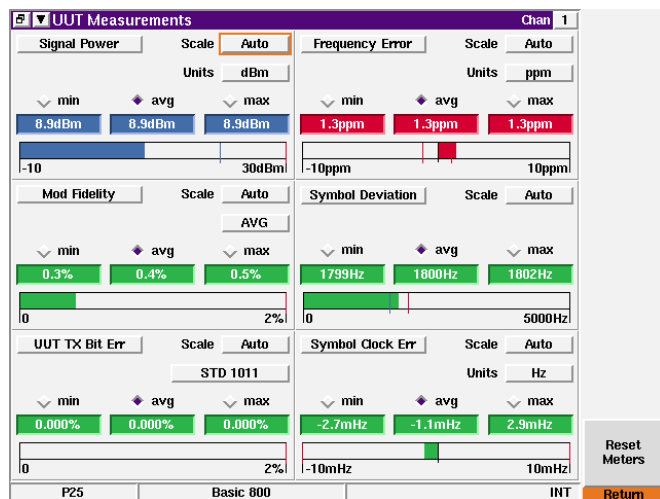 UUT Measurements Chan 1
Signal Power Scale Auto
Units dBm
min avg max
8.9dBm 8.9dBm 8.9dBm
-10 30dBm
Frequency Error Scale Auto
Units ppm
min avg max
1.3ppm 1.3ppm 1.3ppm
-10ppm 10ppm
Mod Fidelity Scale Auto
AVG
min avg max
0.3% 0.4% 0.5%
0 2%
Symbol Deviation Scale Auto
min avg max
1799Hz 1800Hz 1802Hz
0 5000Hz
UUT TX Bit Err Scale Auto
STD 1011
min avg max
0.000% 0.000% 0.000%
0 2%
Symbol Clock Err Scale Auto
Units Hz
min avg max
-2.7mHz -1.1mHz 2.9mHz
-10mHz 10mHz
Reset
Meters
P25 Basic 800 INT Return